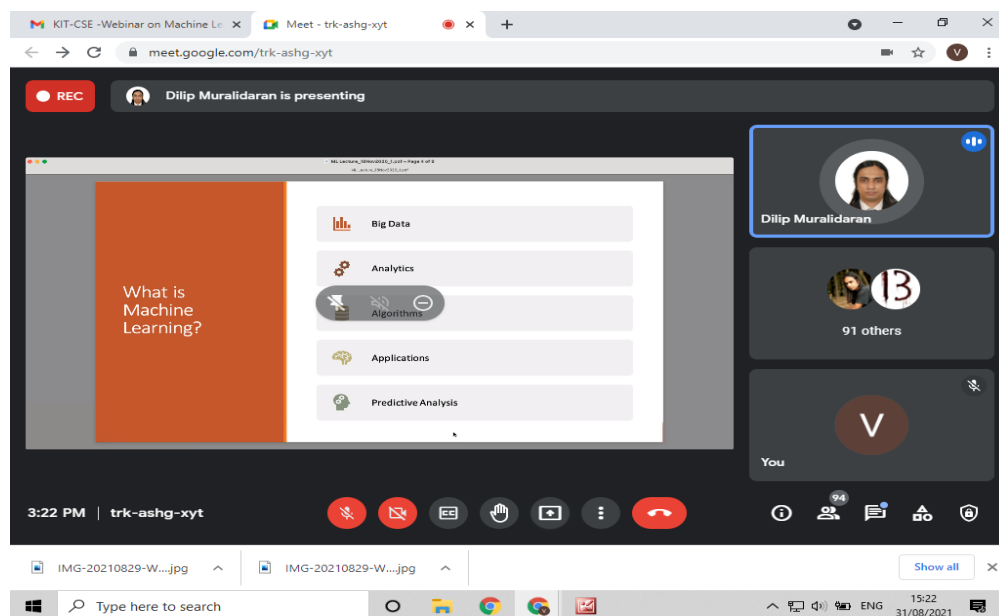 KIT-CSE -Webinar on Machine Le
Meet - trk-ashg-xyt
meet.google.com/trk-ashg-xyt
V
REC
Dilip Muralidaran is presenting
What is
Machine
Learning?
Big Data
Analytics
Algorithms
Applications
Predictive Analysis
Dilip Muralidaran
13
91 others
V
You
3:22 PM | trk-ashg-xyt
CC
94
IMG-20210829-W....jpg
IMG-20210829-W....jpg
Show all
Type here to search
ENG
15:22
31/08/2021